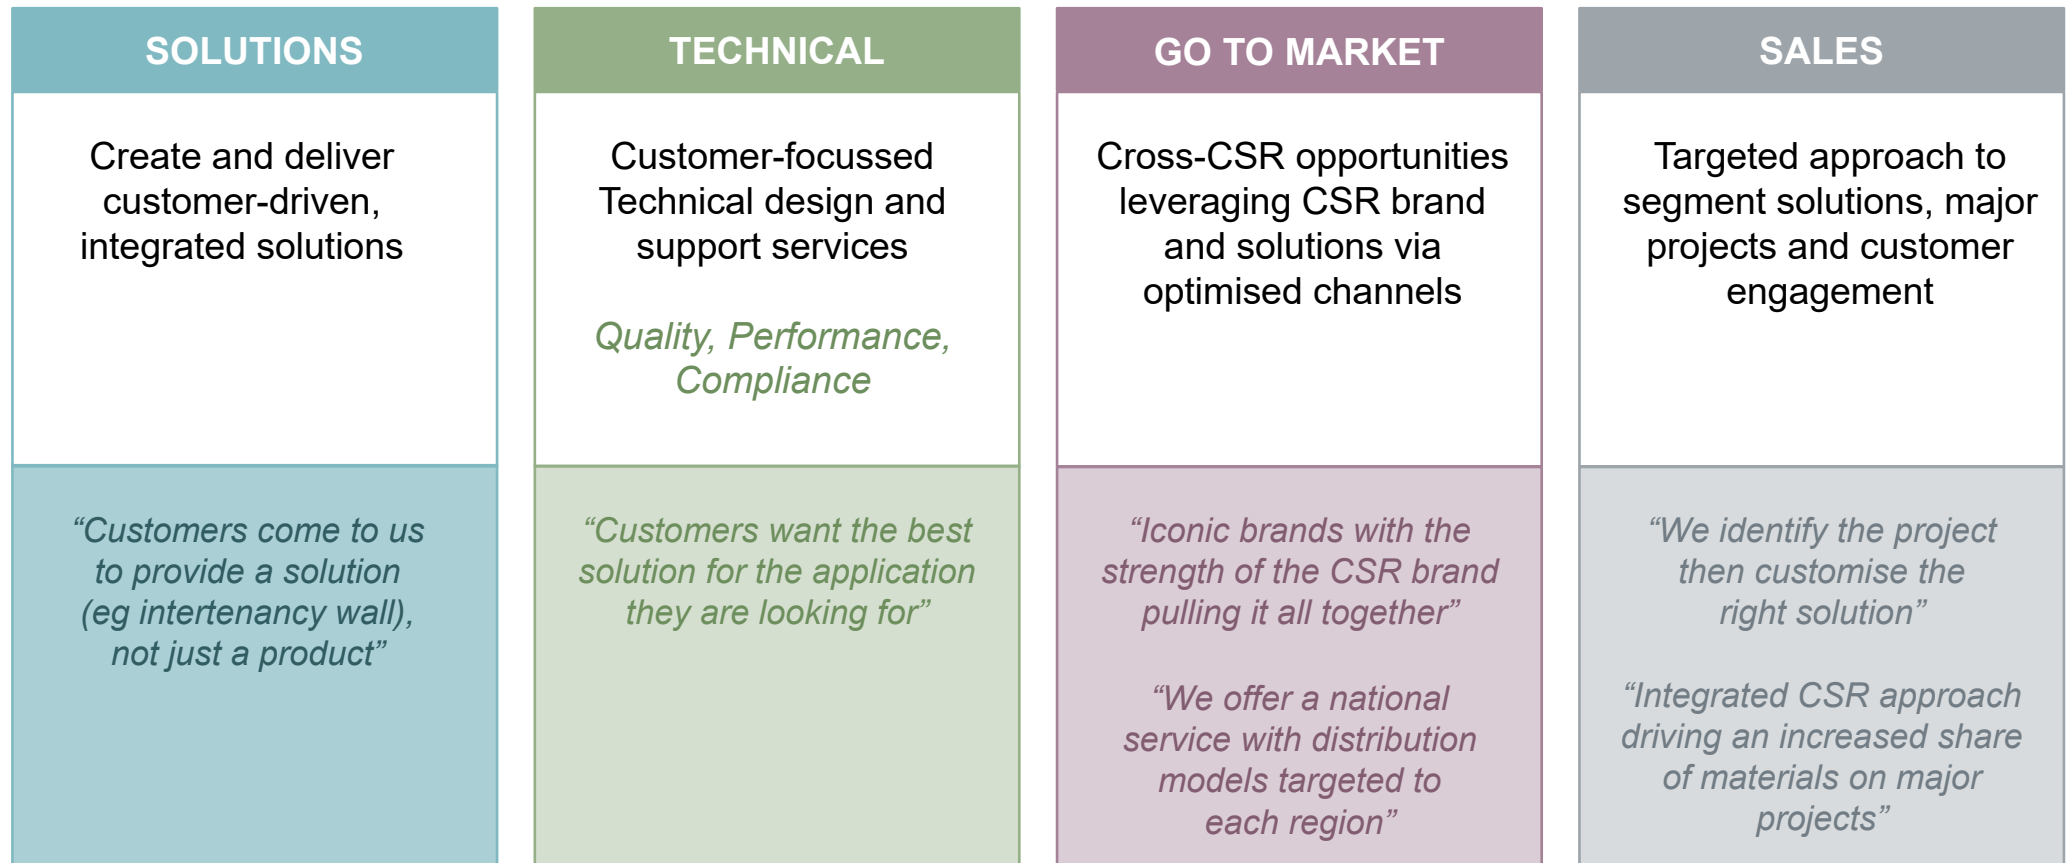 SOLUTIONS
Create and deliver
customer-driven,
integrated solutions
“Customers come to us
to provide a solution
(eg intertenancy wall),
not just a product”
TECHNICAL
Customer-focussed
Technical design and
support services
Quality, Performance,
Compliance
“Customers want the best
solution for the application
they are looking for”
GO TO MARKET
Cross-CSR opportunities
leveraging CSR brand
and solutions via
optimised channels
“Iconic brands with the
strength of the CSR brand
pulling it all together”
“We offer a national
service with distribution
models targeted to
each region”
SALES
Targeted approach to
segment solutions, major
projects and customer
engagement
“We identify the project
then customise the
right solution”
“Integrated CSR approach
driving an increased share
of materials on major
projects”